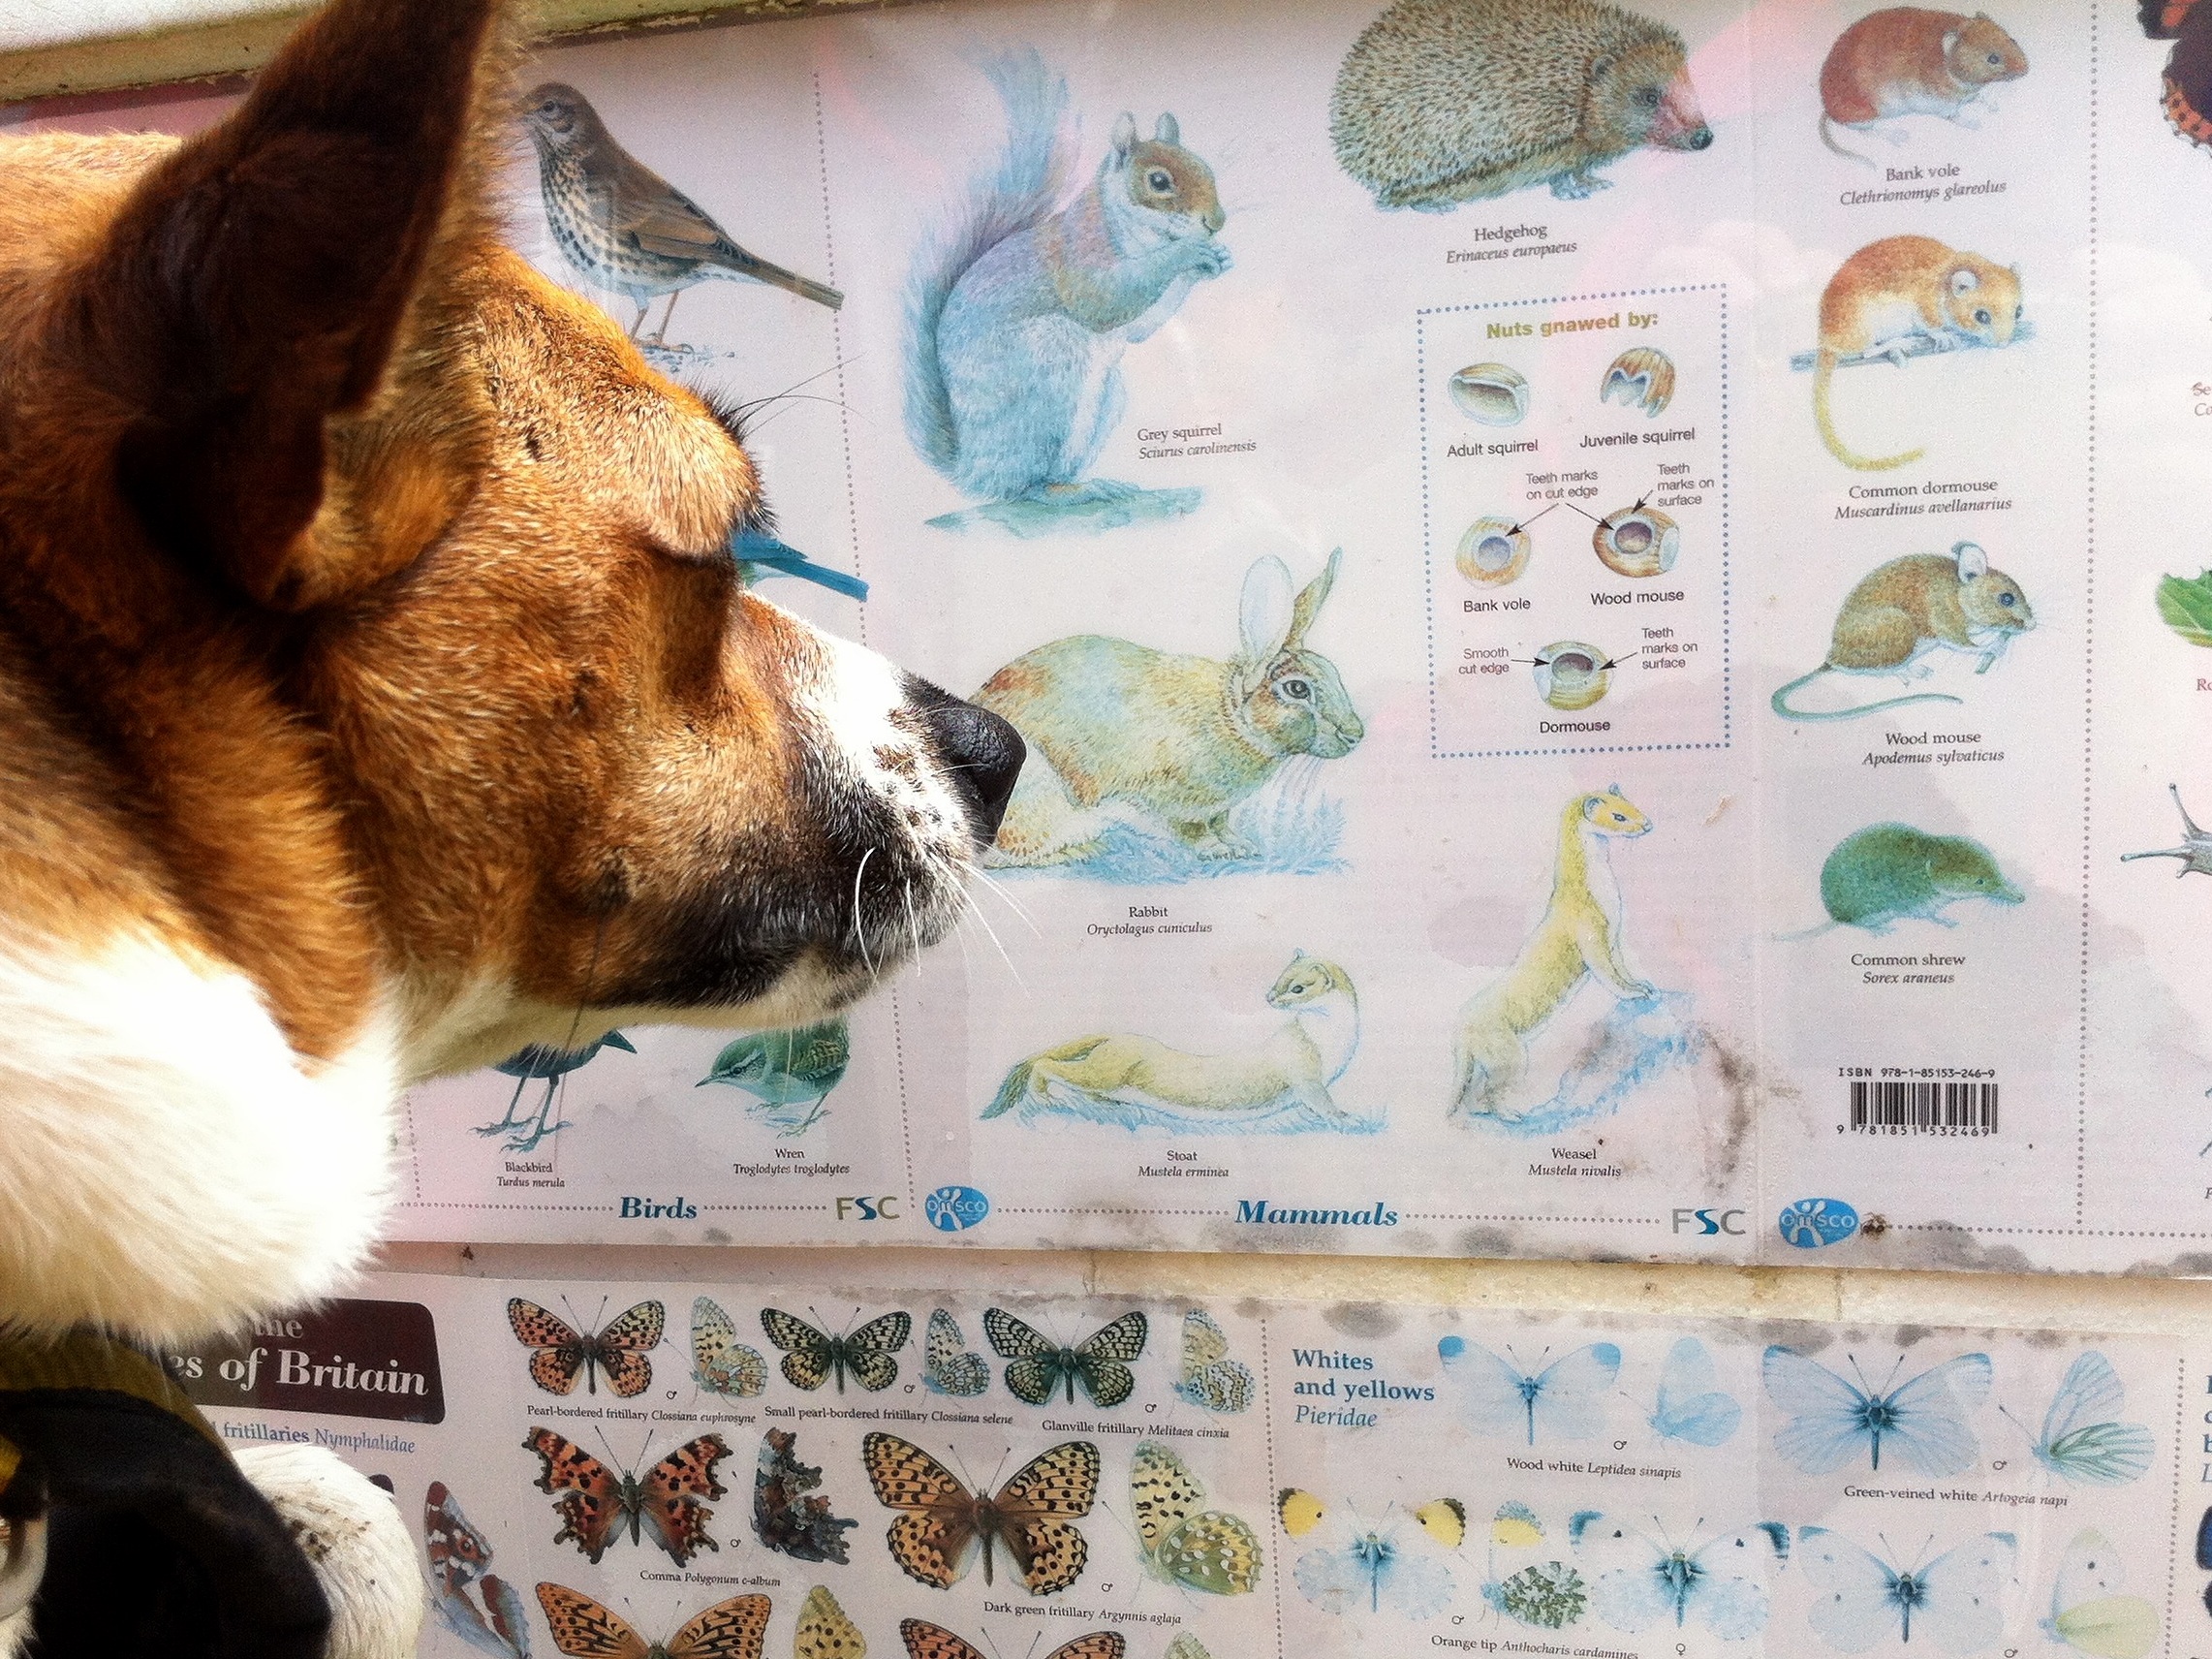 Bank vole
Clethrionomys glareolus
Hedgehog
Erinaceus europaeus
Grey squirrel
Sciurus carolinensis
Nuts gnawed by:
Adult squirrel
Juvenile squirrel
Teeth marks
on cut edge
Teeth
marks on
surface
Bank vole
Wood mouse
Smooth
cut edge
Teeth
marks on
surface
Dormouse
Common dormouse
Muscardinus avellanarius
Wood mouse
Apodemus sylvaticus
Rabbit
Oryctolagus cuniculus
Common shrew
Sorex araneus
ISBN 978-1-85153-246-9
9 781851 532469
Blackbird
Turdus merula
Wren
Troglodytes troglodytes
Stoat
Mustela erminea
Weasel
Mustela nivalis
Birds
FSC
omsco
Mammals
FSC
omsco
of Britain
fritillaries Nymphalidae
Pearl-bordered fritillary Clossiana euphrosyne
Small pearl-bordered fritillary Clossiana selene
Glanville fritillary Melitaea cinxia
Comma Polygonum c-album
Dark green fritillary Argynnis aglaja
Whites
and yellows
Pieridae
Wood white Leptidea sinapis
Green-veined white Artogeia napi
Orange tip Anthocharis cardamines